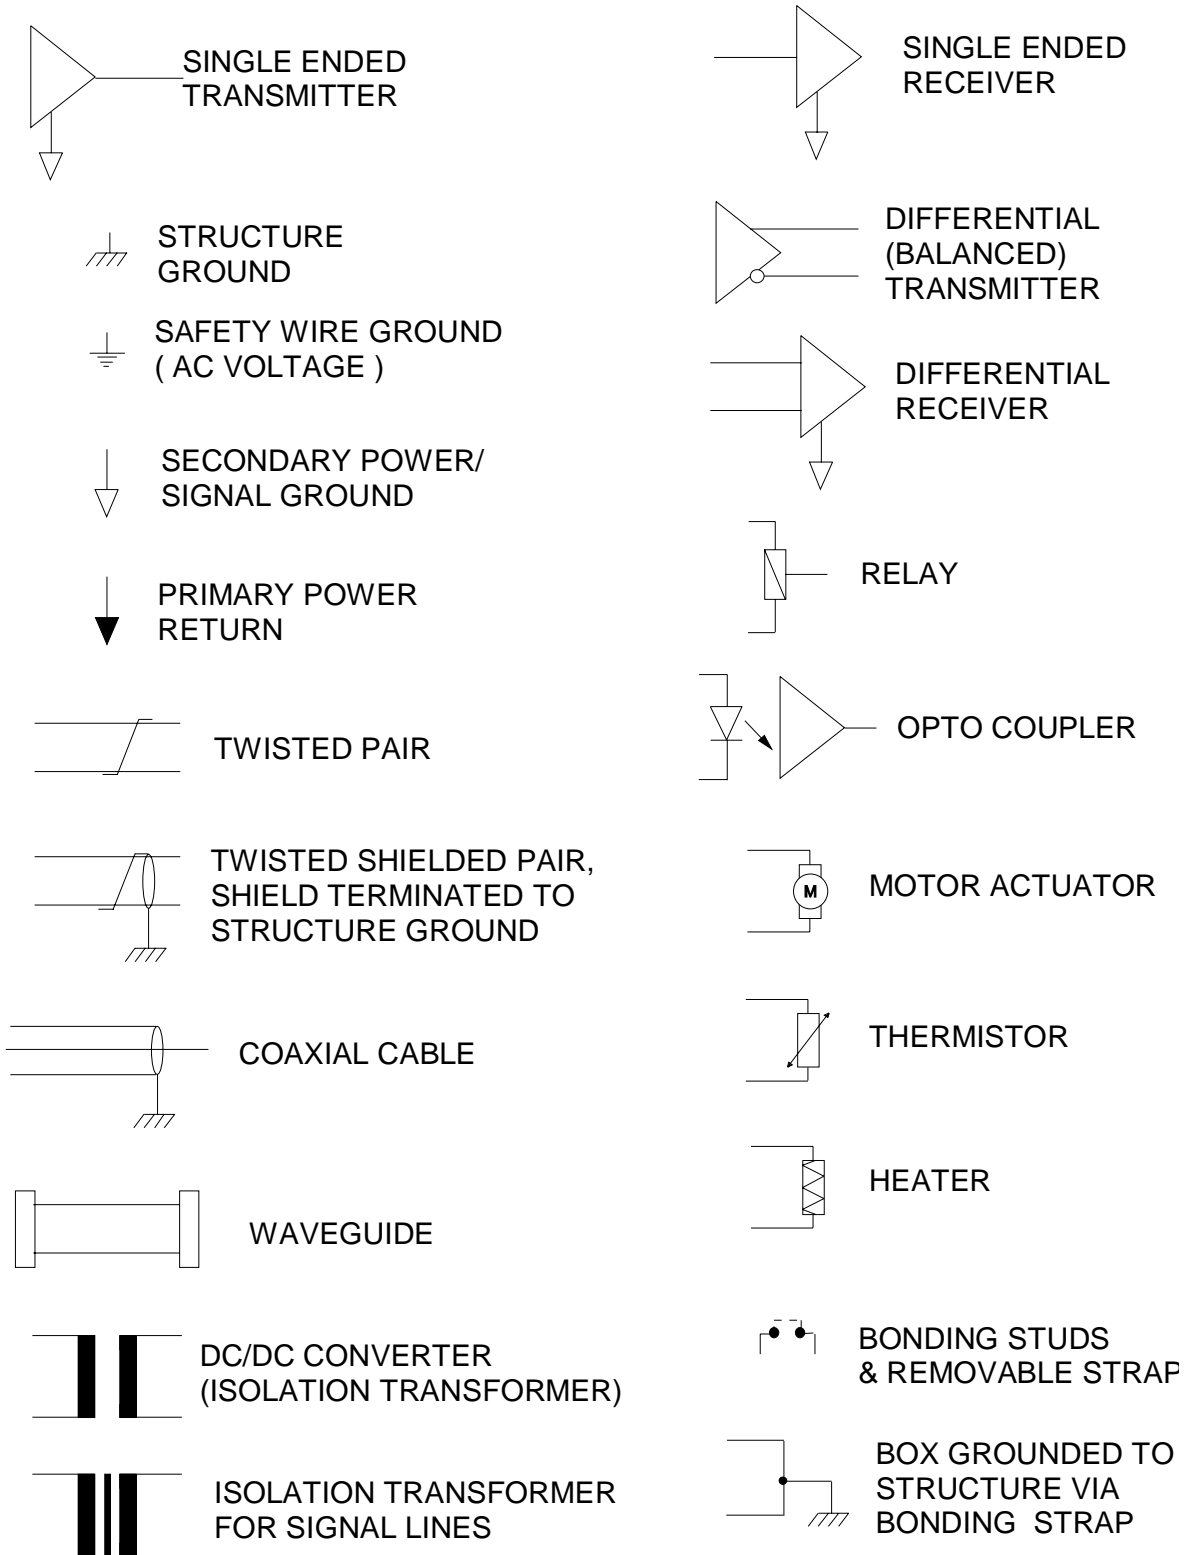 SINGLE ENDED
TRANSMITTER
STRUCTURE
GROUND
SAFETY WIRE GROUND
( AC VOLTAGE )
SECONDARY POWER/
SIGNAL GROUND
PRIMARY POWER
RETURN
TWISTED PAIR
TWISTED SHIELDED PAIR,
SHIELD TERMINATED TO
STRUCTURE GROUND
COAXIAL CABLE
WAVEGUIDE
DC/DC CONVERTER
(ISOLATION TRANSFORMER)
ISOLATION TRANSFORMER
FOR SIGNAL LINES
SINGLE ENDED
RECEIVER
DIFFERENTIAL
(BALANCED)
TRANSMITTER
DIFFERENTIAL
RECEIVER
RELAY
OPTO COUPLER
M
MOTOR ACTUATOR
THERMISTOR
HEATER
BONDING STUDS
& REMOVABLE STRAP
BOX GROUNDED TO
STRUCTURE VIA
BONDING STRAP